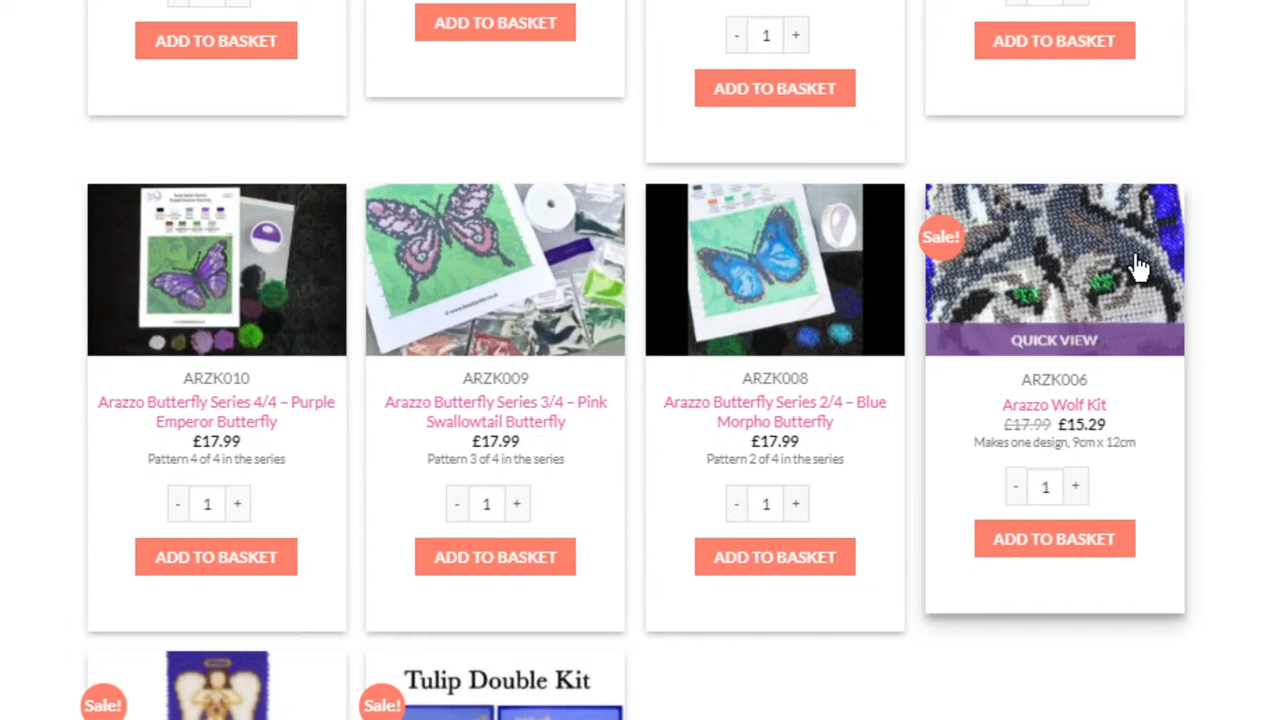 ADD TO BASKET
ADD TO BASKET
- 1 +
ADD TO BASKET
ADD TO BASKET
ARZK010
Arazzo Butterfly Series 4/4 – Purple
Emperor Butterfly
£17.99
Pattern 4 of 4 in the series
- 1 +
ADD TO BASKET
ARZK009
Arazzo Butterfly Series 3/4 – Pink
Swallowtail Butterfly
£17.99
Pattern 3 of 4 in the series
- 1 +
ADD TO BASKET
ARZK008
Arazzo Butterfly Series 2/4 – Blue
Morpho Butterfly
£17.99
Pattern 2 of 4 in the series
- 1 +
ADD TO BASKET
Sale!
QUICK VIEW
ARZK006
Arazzo Wolf Kit
£17.99 £15.29
Makes one design, 9cm x 12cm
- 1 +
ADD TO BASKET
Sale!
Sale!
Tulip Double Kit